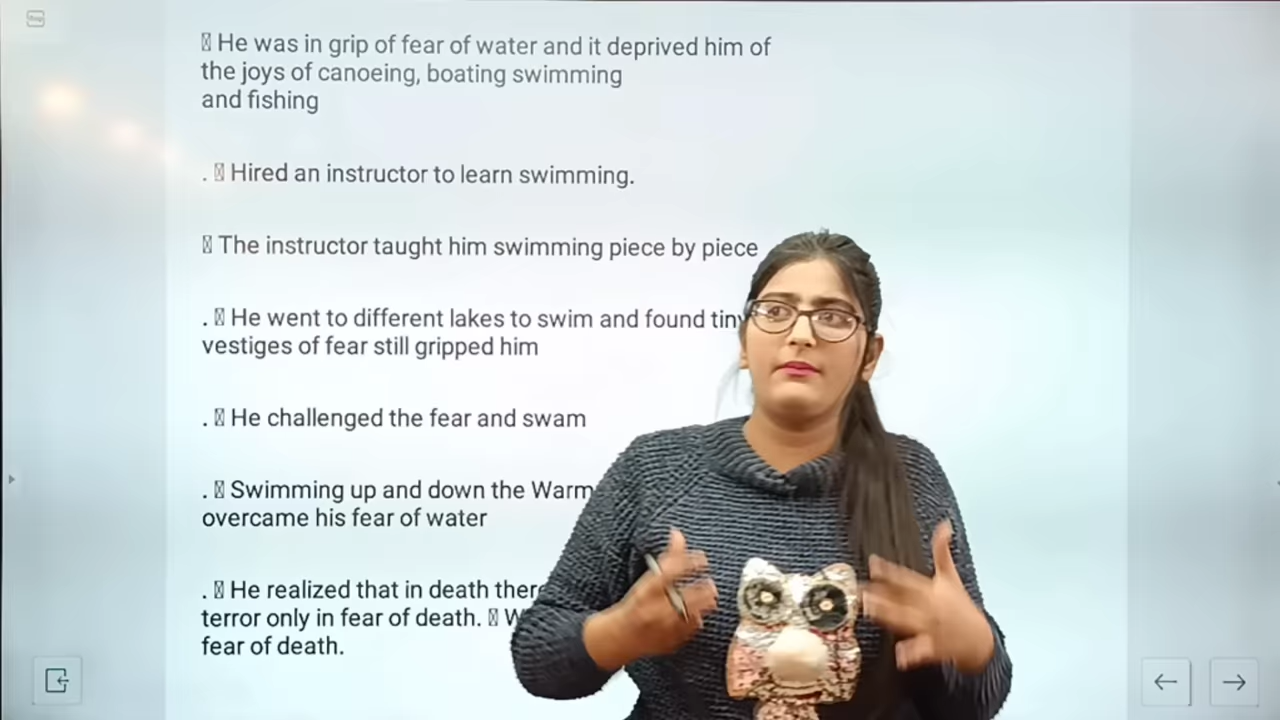 He was in grip of fear of water and it deprived him of
the joys of canoeing, boating swimming
and fishing
. Hired an instructor to learn swimming.
The instructor taught him swimming piece by piece
. He went to different lakes to swim and found
vestiges of fear still gripped him
. He challenged the fear and swam
. Swimming up and down the Warm
overcame his fear of water
. He realized that in death
terror only in fear of death.
fear of death.